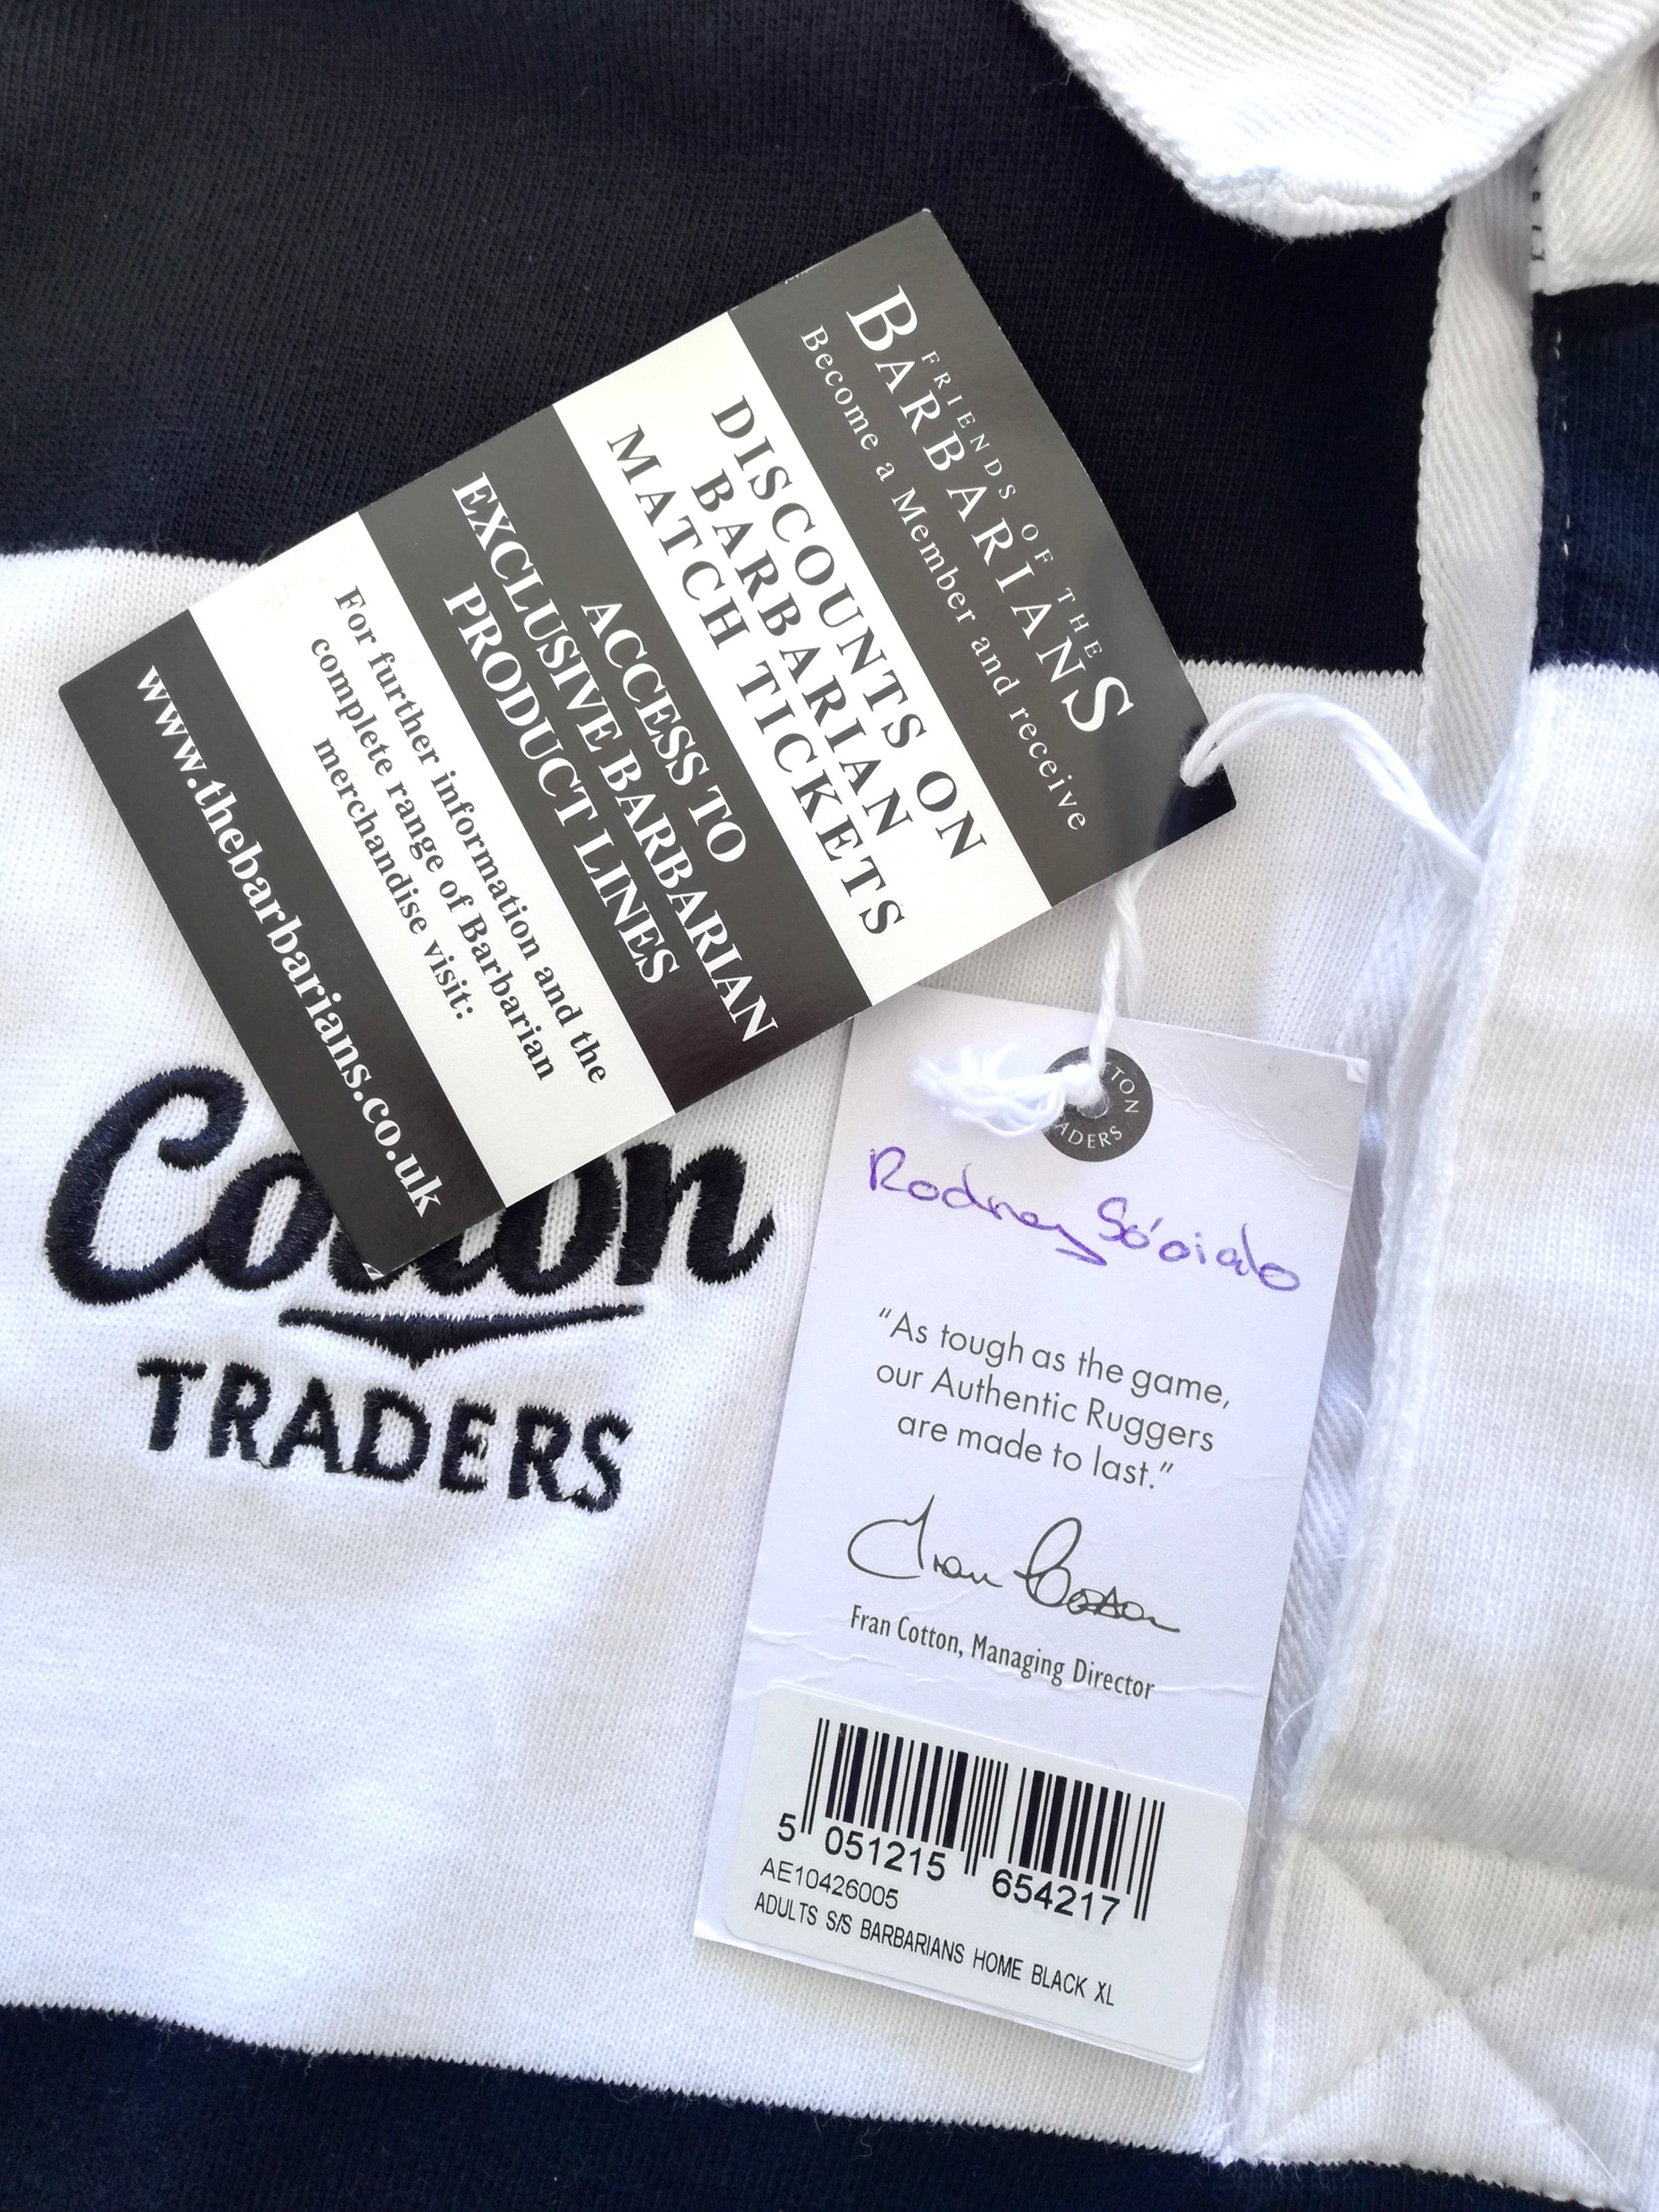 FRIENDS OF THE
BARBARIANS
Become a Member and receive
DISCOUNTS ON
BARBARIAN
MATCH TICKETS
ACCESS TO
EXCLUSIVE BARBARIAN
PRODUCT LINES
For further information and the
complete range of Barbarian
merchandise visit:
www.thebarbarians.co.uk
Cotton
TRADERS
Rodney So'oialo
"As tough as the game,
our Authentic Ruggers
are made to last."
Fran Cotton
Fran Cotton, Managing Director
5 051215 654217
AE10426005
ADULTS S/S BARBARIANS HOME BLACK XL